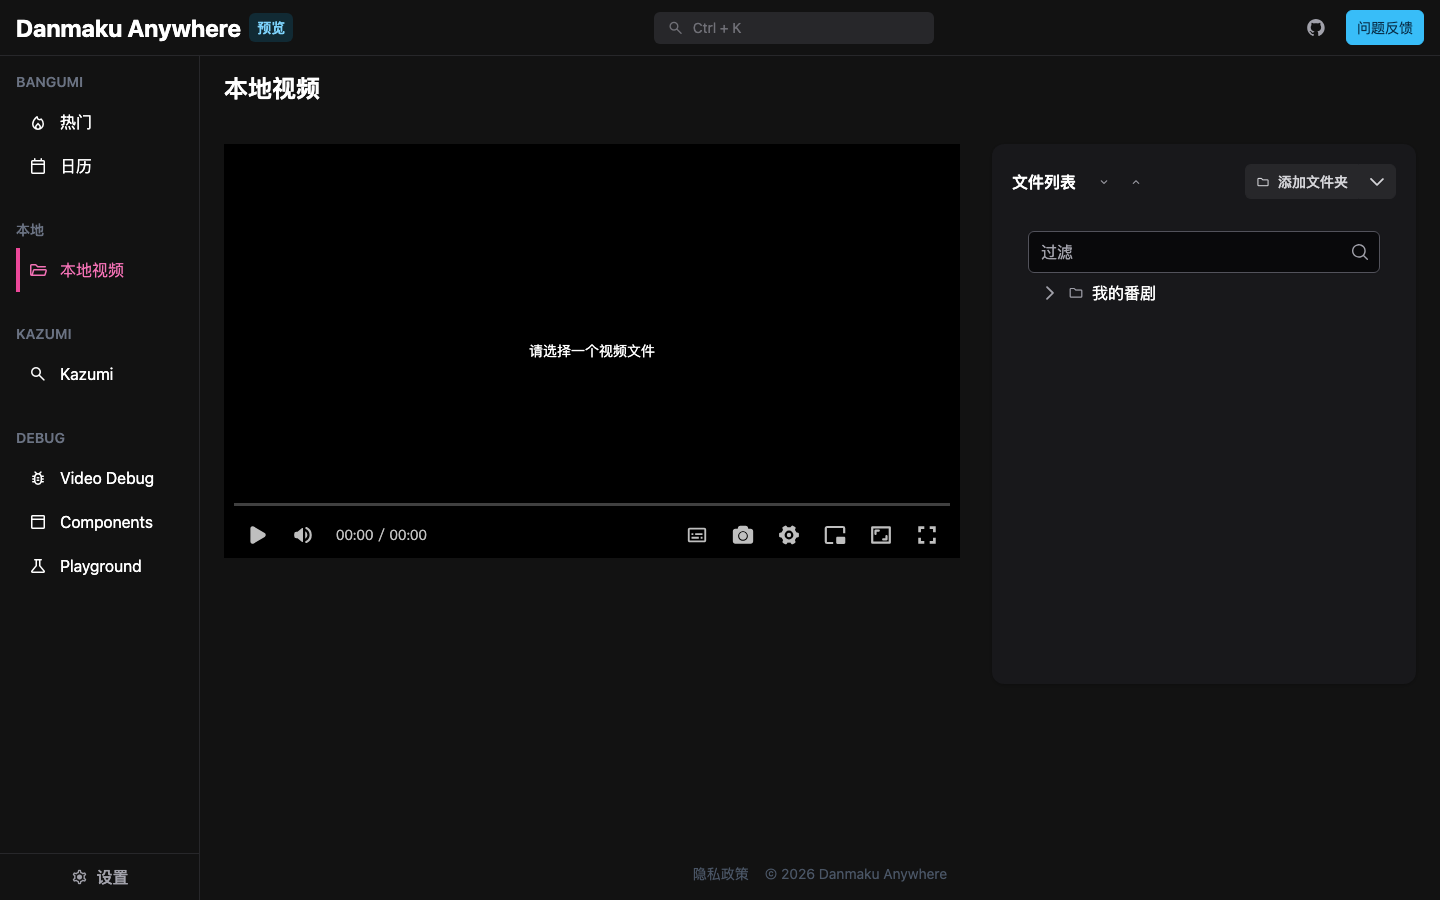 Danmaku Anywhere 预览
Ctrl + K
问题反馈
BANGUMI
热门
日历
本地
本地视频
KAZUMI
Kazumi
DEBUG
Video Debug
Components
Playground
设置
本地视频
请选择一个视频文件
00:00 / 00:00
文件列表
添加文件夹
过滤
我的番剧
隐私政策 © 2026 Danmaku Anywhere